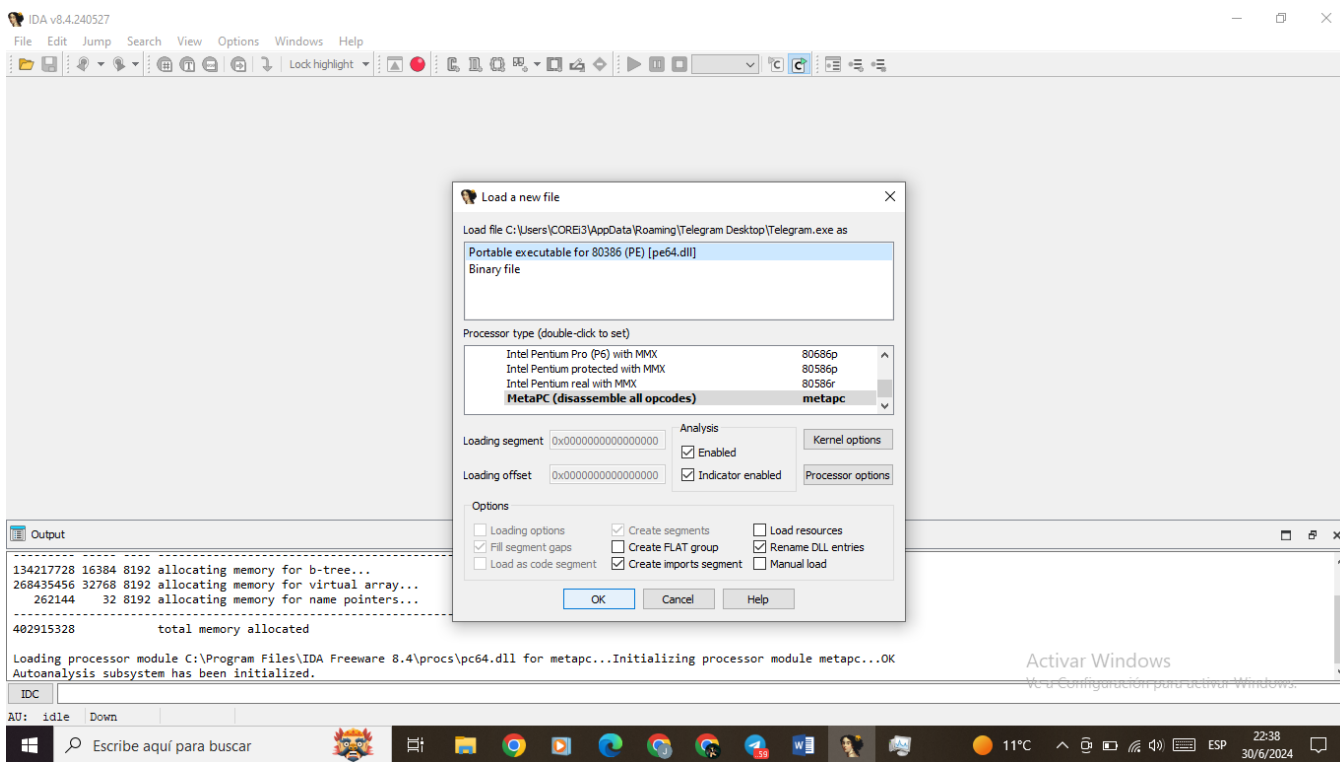 IDA v8.4.240527
File Edit Jump Search View Options Windows Help
Lock highlight
Load a new file
Load file C:\Users\COREi3\AppData\Roaming\Telegram Desktop\Telegram.exe as
Portable executable for 80386 (PE) [pe64.dll]
Binary file
Processor type (double-click to set)
Intel Pentium Pro (P6) with MMX 80686p
Intel Pentium protected with MMX 80586p
Intel Pentium real with MMX 80586r
MetaPC (disassemble all opcodes) metapc
Analysis
Loading segment 0x0000000000000000 Kernel options
Enabled
Loading offset 0x0000000000000000 Indicator enabled Processor options
Options
Loading options Create segments Load resources
Fill segment gaps Create FLAT group Rename DLL entries
Load as code segment Create imports segment Manual load
OK Cancel Help
Output
134217728 16384 8192 allocating memory for b-tree...
268435456 32768 8192 allocating memory for virtual array...
262144 32 8192 allocating memory for name pointers...
402915328 total memory allocated
Loading processor module C:\Program Files\IDA Freeware 8.4\procs\pc64.dll for metapc...Initializing processor module metapc...OK
Autoanalysis subsystem has been initialized.
Activar Windows
Ve a Configuración para activar Windows.
IDC
AU: idle Down
Escribe aquí para buscar
59
11°C
ESP
22:38
30/6/2024